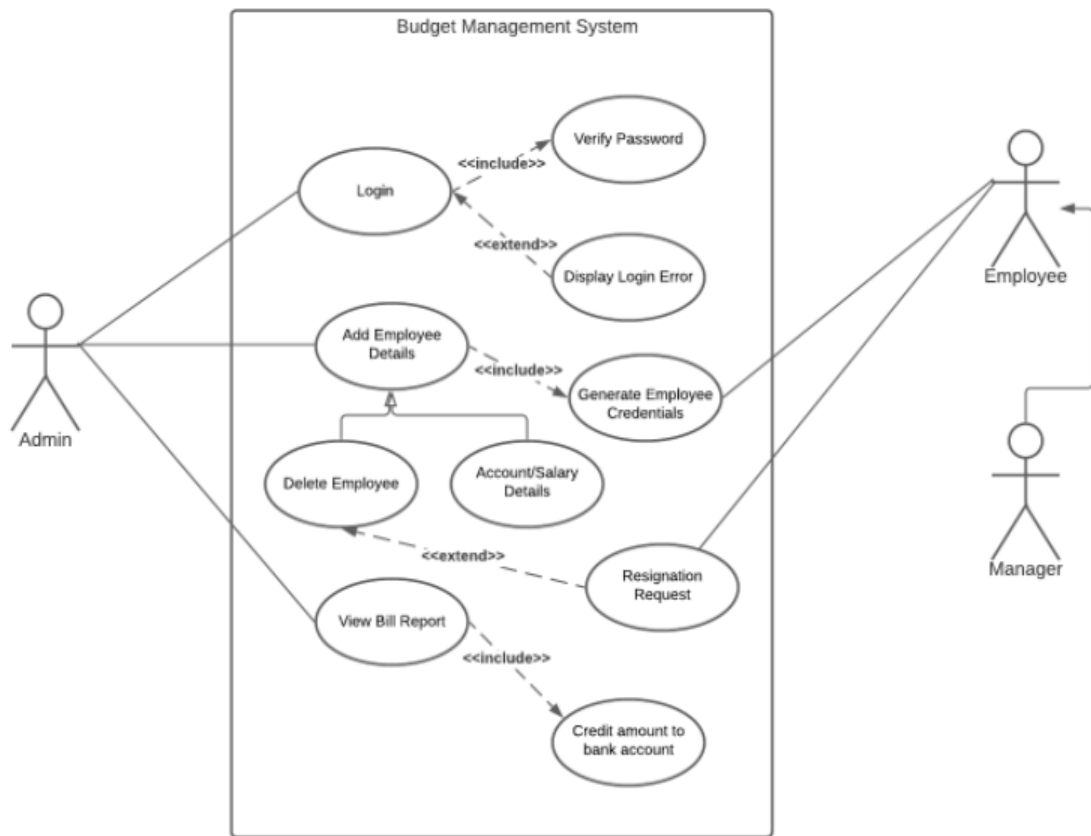 Budget Management System
Verify Password
<<include>>
Login
<<extend>>
Display Login Error
Employee
Add Employee
Details
<<include>>
Generate Employee
Credentials
Admin
Delete Employee
Account/Salary
Details
<<extend>>
Resignation
Request
Manager
View Bill Report
<<include>>
Credit amount to
bank account